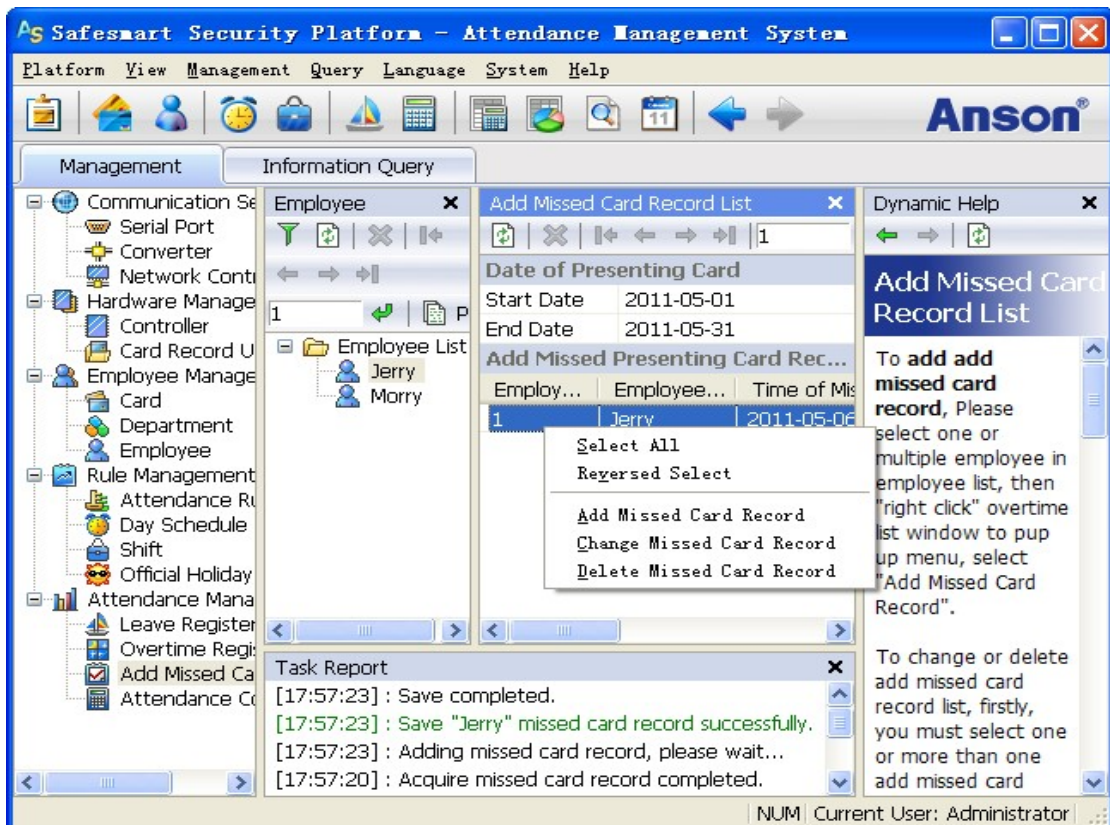 AS Safesmart Security Platform - Attendance Management System
Platform View Management Query Language System Help
11
Anson®
Management Information Query
Communication Se
Serial Port
Converter
Network Conti
Hardware Manage
Controller
Card Record U
Employee Manage
Card
Department
Employee
Rule Management
Attendance Ru
Day Schedule
Shift
Official Holiday
Attendance Mana
Leave Register
Overtime Regi
Add Missed Ca
Attendance Co
Employee
1 P
Employee List
Jerry
Morry
Add Missed Card Record List
1
Date of Presenting Card
Start Date 2011-05-01
End Date 2011-05-31
Add Missed Presenting Card Rec...
Employ... Employee... Time of Mis
1 Jerry 2011-05-06
Select All
Reversed Select
Add Missed Card Record
Change Missed Card Record
Delete Missed Card Record
Task Report
[17:57:23] : Save completed.
[17:57:23] : Save "Jerry" missed card record successfully.
[17:57:23] : Adding missed card record, please wait...
[17:57:20] : Acquire missed card record completed.
Dynamic Help
Add Missed Card
Record List
To add add
missed card
record, Please
select one or
multiple employee in
employee list, then
"right click" overtime
list window to pup
up menu, select
"Add Missed Card
Record".
To change or delete
add missed card
record list, firstly,
you must select one
or more than one
add missed card
NUM Current User: Administrator